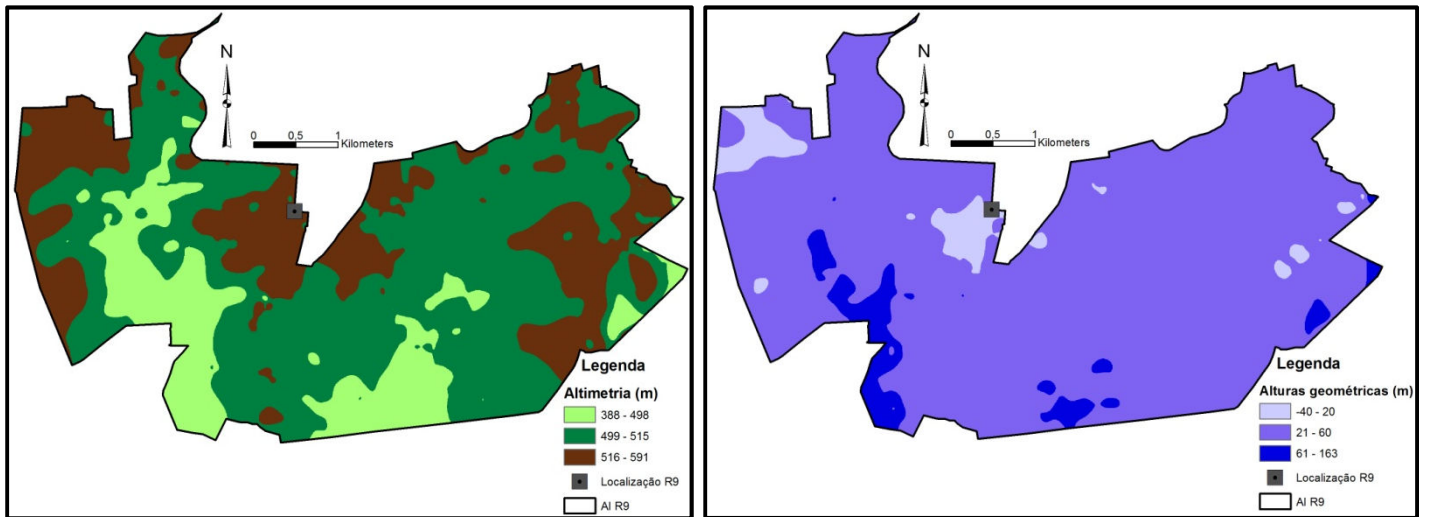 N
0 0,5 1
Kilometers
Legenda
Altimetria (m)
388 - 498
499 - 515
516 - 591
Localização R9
AI R9
N
0 0,5 1
Kilometers
Legenda
Alturas geométricas (m)
-40 - 20
21 - 60
61 - 163
Localização R9
AI R9